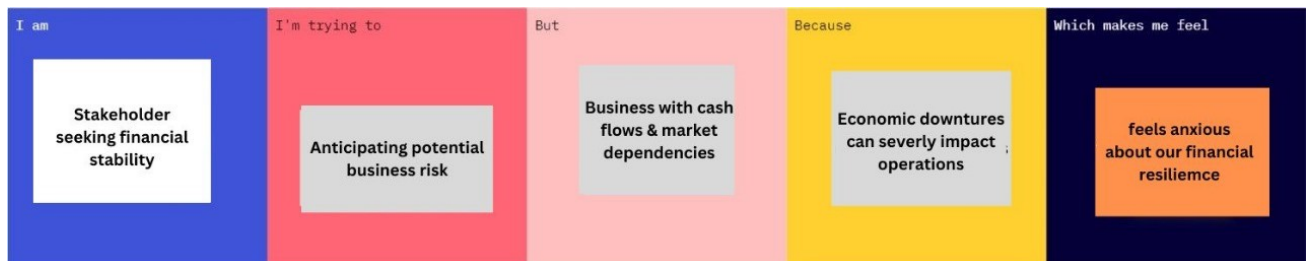 I am
Stakeholder
seeking financial
stability
I'm trying to
Anticipating potential
business risk
But
Business with cash
flows & market
dependencies
Because
Economic downtures
can severly impact ;
operations
Which makes me feel
feels anxious
about our financial
resiliemce